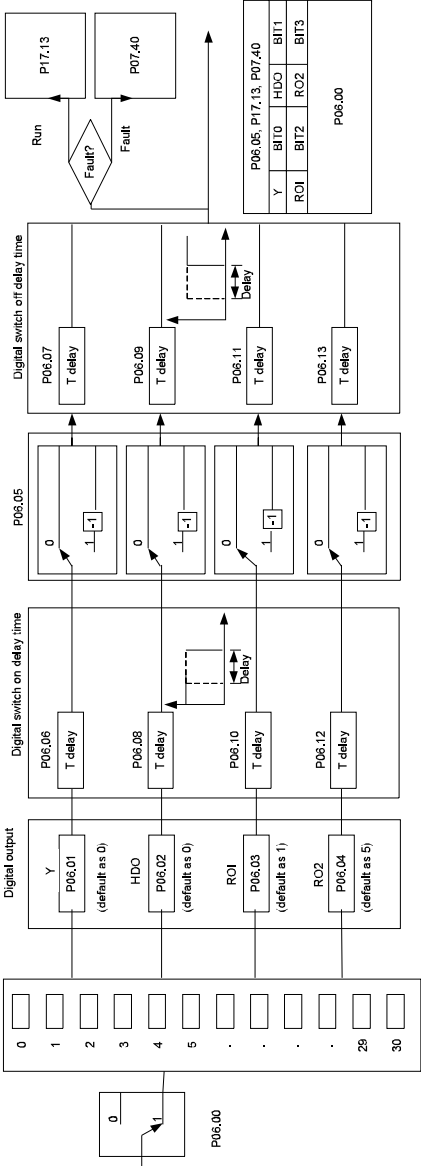 P06.00
0
1
0
1
2
3
4
5
.
.
.
.
29
30
Digital output
Y
P06.01
(default as 0)
HDO
P06.02
(default as 0)
ROI
P06.03
(default as 1)
RO2
P06.04
(default as 5)
Digital switch on delay time
P06.06
T delay
P06.08
T delay
Delay
P06.10
T delay
P06.12
T delay
P06.05
0
1
-1
0
1
-1
0
1
-1
0
1
-1
Digital switch off delay time
P06.07
T delay
P06.09
T delay
Delay
P06.11
T delay
P06.13
T delay
Run
Fault?
Fault
P17.13
P07.40
P06.05, P17.13, P07.40
Y BIT0 HDO BIT1
ROI BIT2 RO2 BIT3
P06.00